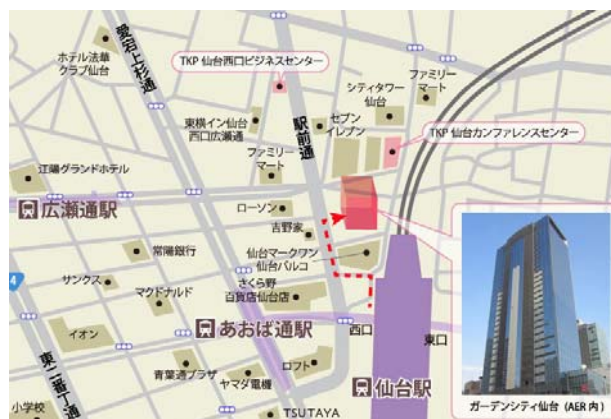 愛宕上杉通
ホテル法華
クラブ仙台
TKP 仙台西口ビジネスセンター
ファミリー
マート
シティタワー
仙台
駅前通
セブン
イレブン
東横イン仙台
西口広瀬通
TKP 仙台カンファレンスセンター
ファミリー
マート
江陽グランドホテル
広瀬通駅
ローソン
吉野家
常陽銀行
仙台マークワン
仙台パルコ
サンクス
4
マクドナルド
さくら野
百貨店仙台店
イオン
あおば通駅
西口
東口
東二番丁通
青葉通プラザ
ロフト
ヤマダ電機
仙台駅
小学校
TSUTAYA
ガーデンシティ仙台 (AER 内)